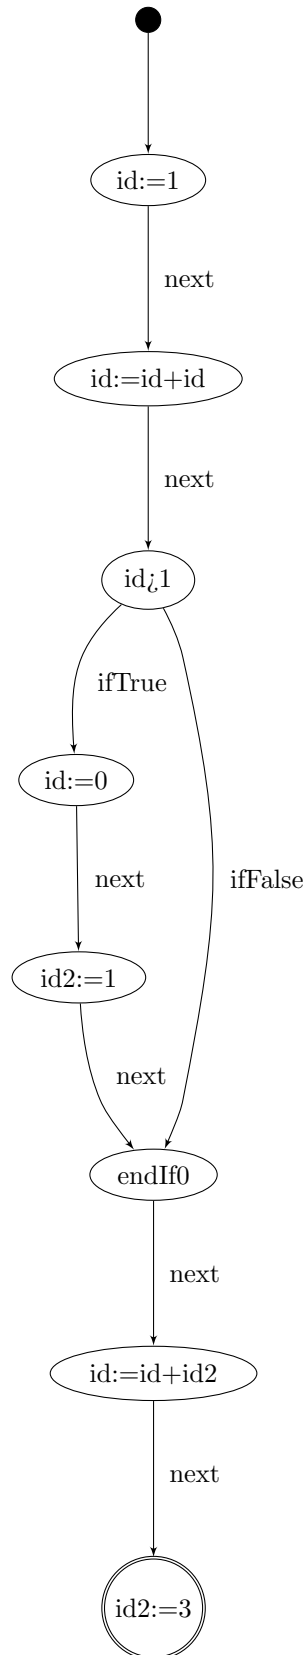 id:=1
next
id:=id+id
next
id¿1
ifTrue
id:=0
next
ifFalse
id2:=1
next
endIf0
next
id:=id+id2
next
id2:=3